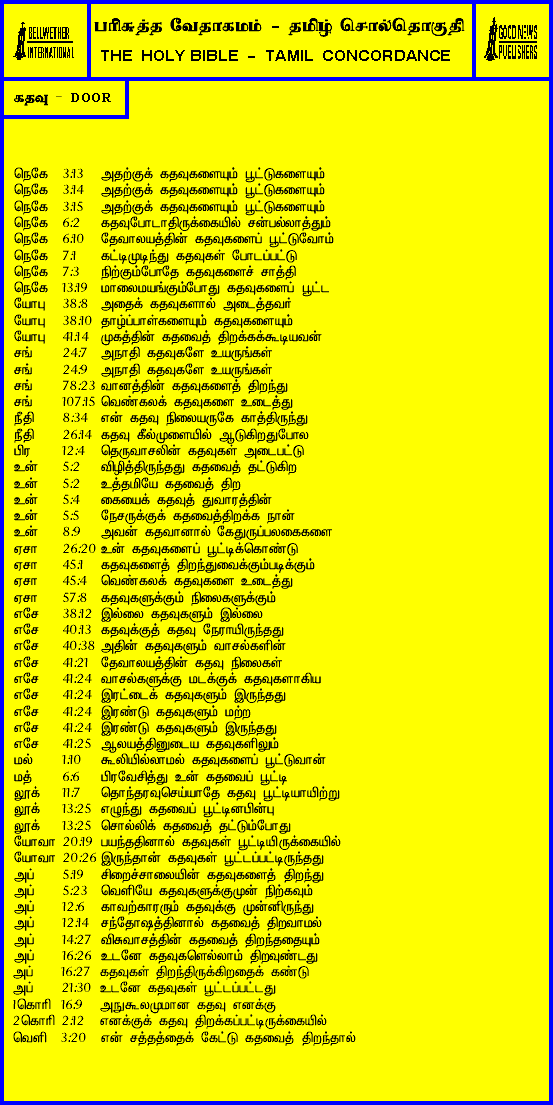 BELLWETHER
INTERNATIONAL
பரிசுத்த வேதாகமம் - தமிழ் சொல்தொகுதி
THE HOLY BIBLE - TAMIL CONCORDANCE
GOOD NEWS
PUBLISHERS
கதவு - DOOR
நெகே 3:13 அதற்குக் கதவுகளையும் பூட்டுகளையும்
நெகே 3:14 அதற்குக் கதவுகளையும் பூட்டுகளையும்
நெகே 3:15 அதற்குக் கதவுகளையும் பூட்டுகளையும்
நெகே 6:2 கதவுபோடாதிருக்கையில் சன்பல்லாத்தும்
நெகே 6:10 தேவாலயத்தின் கதவுகளைப் பூட்டுவோம்
நெகே 7:1 கட்டிமுடிந்து கதவுகள் போடப்பட்டு
நெகே 7:3 நிற்கும்போதே கதவுகளைச் சாத்தி
நெகே 13:19 மாலைமயங்கும்போது கதவுகளைப் பூட்ட
யோபு 38:8 அதைக் கதவுகளால் அடைத்தவர்
யோபு 38:10 தாழ்ப்பாள்களையும் கதவுகளையும்
யோபு 41:14 முகத்தின் கதவைத் திறக்கக்கூடியவன்
சங் 24:7 அநாதி கதவுகளே உயருங்கள்
சங் 24:9 அநாதி கதவுகளே உயருங்கள்
சங் 78:23 வானத்தின் கதவுகளைத் திறந்து
சங் 107:15 வெண்கலக் கதவுகளை உடைத்து
நீதி 8:34 என் கதவு நிலையருகே காத்திருந்து
நீதி 26:14 கதவு கீல்முளையில் ஆடுகிறதுபோல
பிர 12:4 தெருவாசலின் கதவுகள் அடைபட்டு
உன் 5:2 விழித்திருந்தது கதவைத் தட்டுகிற
உன் 5:2 உத்தமியே கதவைத் திற
உன் 5:4 கையைக் கதவுத் துவாரத்தின்
உன் 5:5 நேசருக்குக் கதவைத்திறக்க நான்
உன் 8:9 அவன் கதவானால் கேதுருப்பலகைகளை
ஏசா 26:20 உன் கதவுகளைப் பூட்டிக்கொண்டு
ஏசா 45:1 கதவுகளைத் திறந்துவைக்கும்படிக்கும்
ஏசா 45:4 வெண்கலக் கதவுகளை உடைத்து
ஏசா 57:8 கதவுகளுக்கும் நிலைகளுக்கும்
எசே 38:12 இல்லை கதவுகளும் இல்லை
எசே 40:13 கதவுக்குத் கதவு நேராயிருந்தது
எசே 40:38 அதின் கதவுகளும் வாசல்களின்
எசே 41:21 தேவாலயத்தின் கதவு நிலைகள்
எசே 41:24 வாசல்களுக்கு மடக்குக் கதவுகளாகிய
எசே 41:24 இரட்டைக் கதவுகளும் இருந்தது
எசே 41:24 இரண்டு கதவுகளும் மற்ற
எசே 41:24 இரண்டு கதவுகளும் இருந்தது
எசே 41:25 ஆலயத்தினுடைய கதவுகளிலும்
மல் 1:10 கூலியில்லாமல் கதவுகளைப் பூட்டுவான்
மத் 6:6 பிரவேசித்து உன் கதவைப் பூட்டி
லூக் 11:7 தொந்தரவுசெய்யாதே கதவு பூட்டியாயிற்று
லூக் 13:25 எழுந்து கதவைப் பூட்டினபின்பு
லூக் 13:25 சொல்லிக் கதவைத் தட்டும்போது
யோவா 20:19 பயந்ததினால் கதவுகள் பூட்டியிருக்கையில்
யோவா 20:26 இருந்தான் கதவுகள் பூட்டப்பட்டிருந்தது
அப் 5:19 சிறைச்சாலையின் கதவுகளைத் திறந்து
அப் 5:23 வெளியே கதவுகளுக்குமுன் நிற்கவும்
அப் 12:6 காவற்காரரும் கதவுக்கு முன்னிருந்து
அப் 12:14 சந்தோஷத்தினால் கதவைத் திறவாமல்
அப் 14:27 விசுவாசத்தின் கதவைத் திறந்ததையும்
அப் 16:26 உடனே கதவுகளெல்லாம் திறவுண்டது
அப் 16:27 கதவுகள் திறந்திருக்கிறதைக் கண்டு
அப் 21:30 உடனே கதவுகள் பூட்டப்பட்டது
1கொரி 16:9 அநுகூலமுமான கதவு எனக்கு
2கொரி 2:12 எனக்குக் கதவு திறக்கப்பட்டிருக்கையில்
வெளி 3:20 என் சத்தத்தைக் கேட்டு கதவைத் திறந்தால்